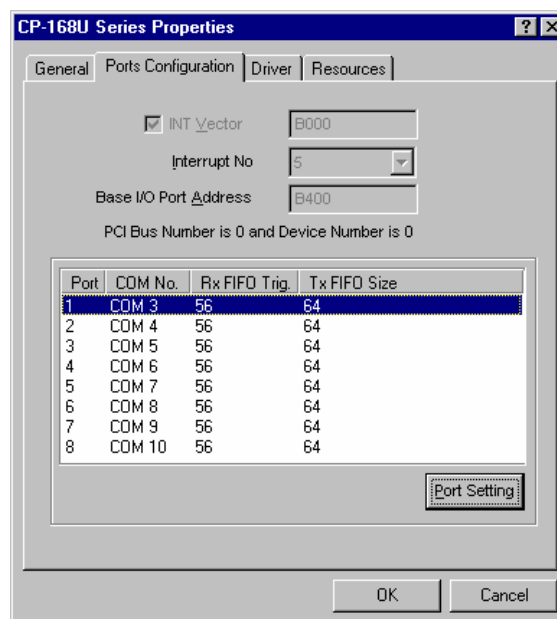 CP-168U Series Properties ? X
General Ports Configuration Driver Resources
INT Vector B000
Interrupt No 5
Base I/O Port Address B400
PCI Bus Number is 0 and Device Number is 0
Port COM No. Rx FIFO Trig. Tx FIFO Size
1 COM 3 56 64
2 COM 4 56 64
3 COM 5 56 64
4 COM 6 56 64
5 COM 7 56 64
6 COM 8 56 64
7 COM 9 56 64
8 COM 10 56 64
Port Setting
OK Cancel